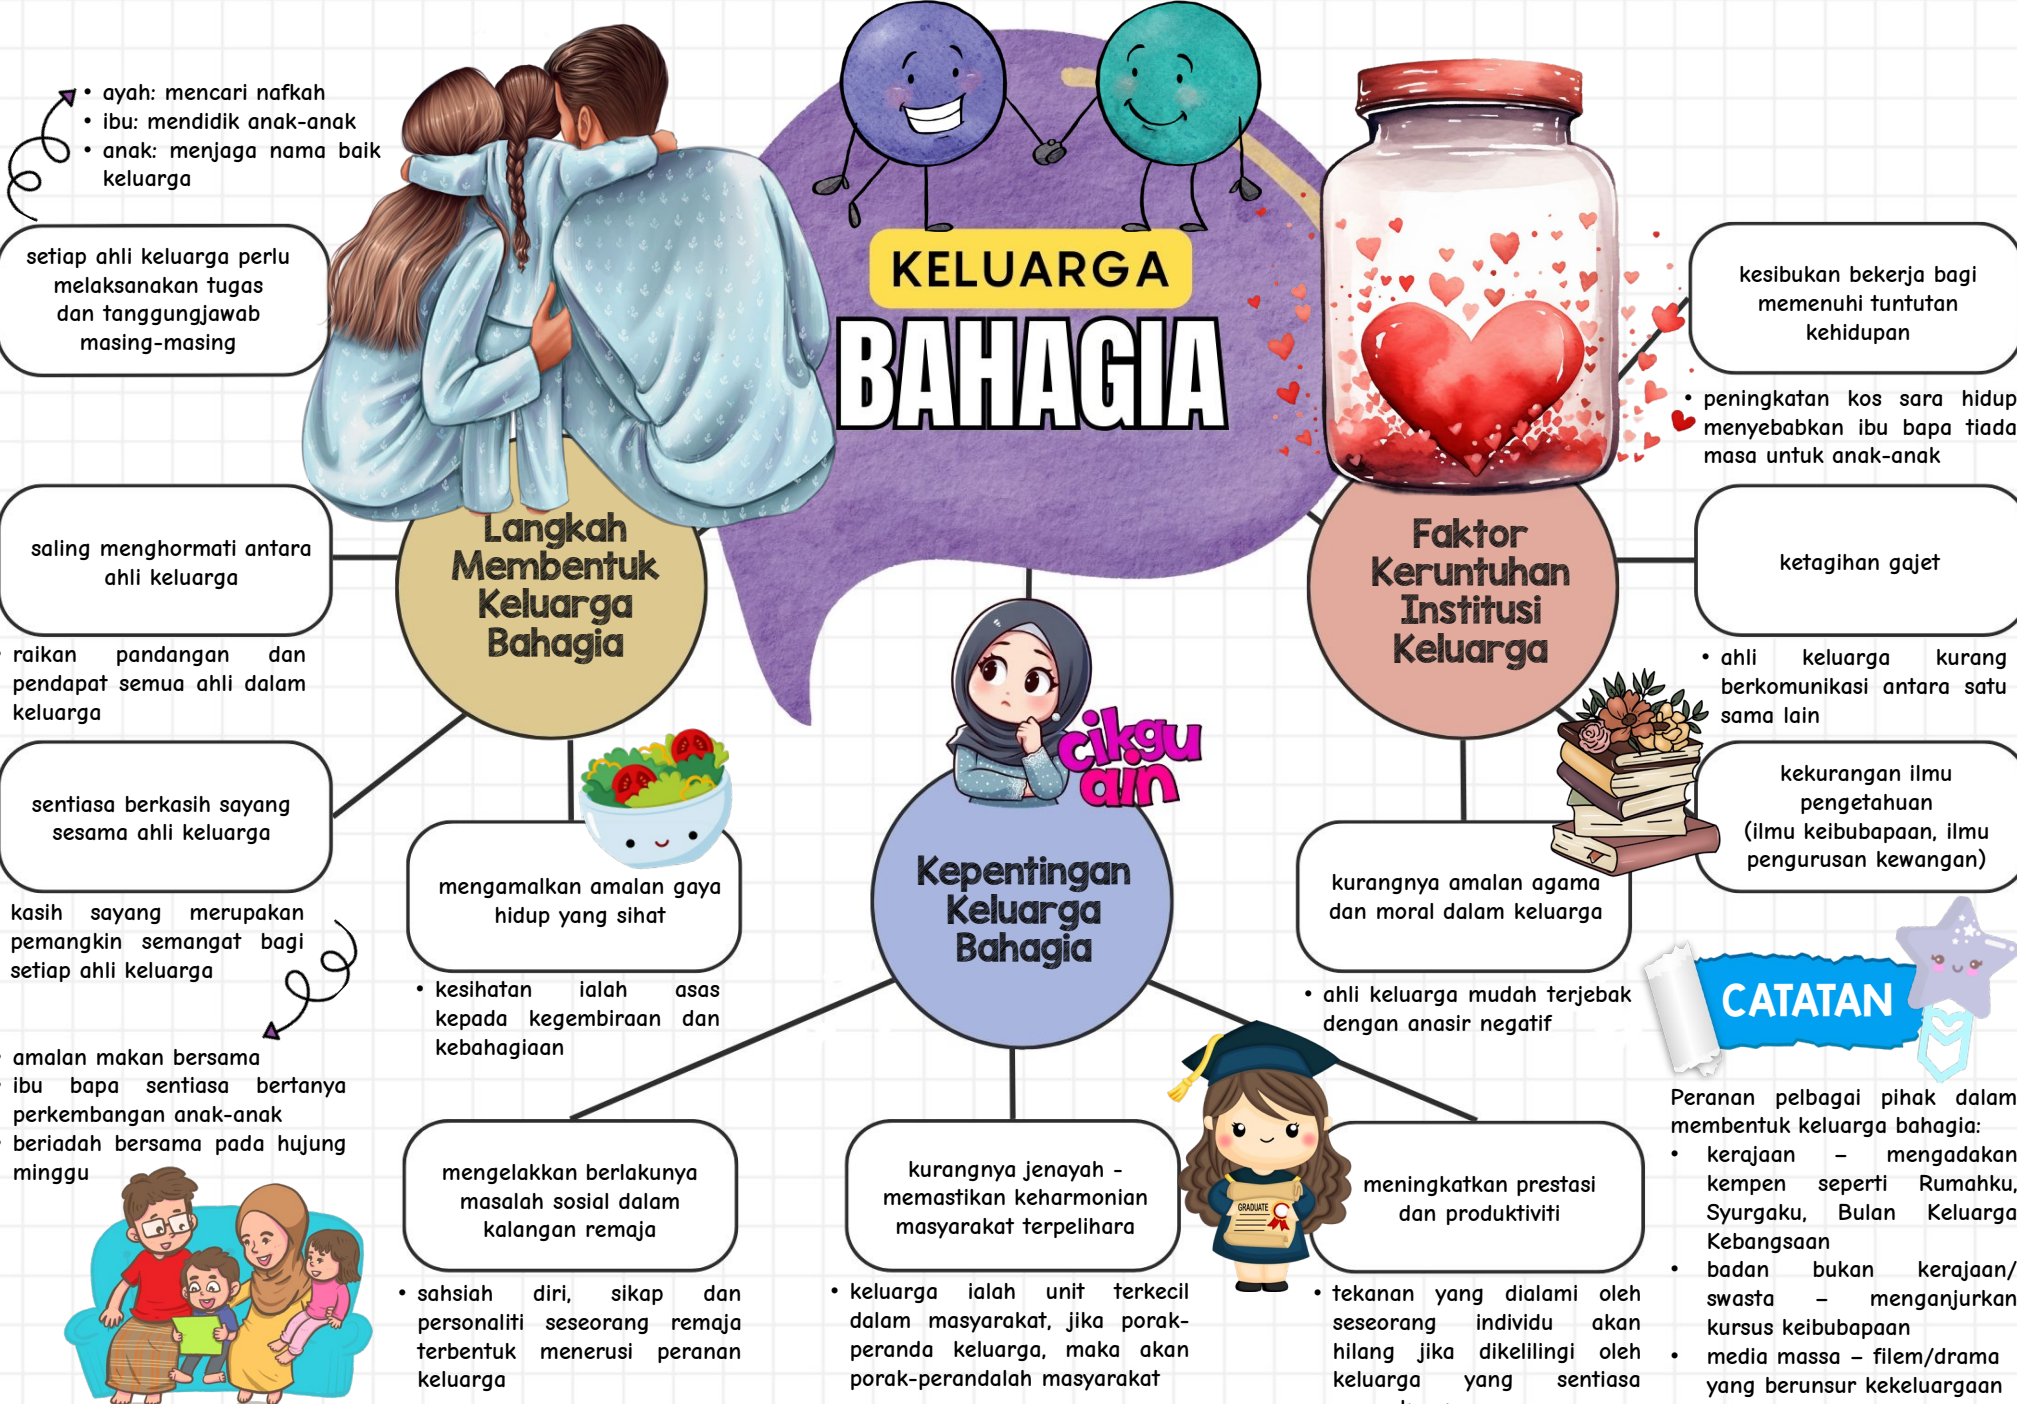 KELUARGA
BAHAGIA
Langkah
Membentuk
Keluarga
Bahagia
ayah: mencari nafkah
ibu: mendidik anak-anak
anak: menjaga nama baik
keluarga
setiap ahli keluarga perlu
melaksanakan tugas
dan tanggungjawab
masing-masing
saling menghormati antara
ahli keluarga
raikan pandangan dan
pendapat semua ahli dalam
keluarga
sentiasa berkasih sayang
sesama ahli keluarga
kasih sayang merupakan
pemangkin semangat bagi
setiap ahli keluarga
amalan makan bersama
ibu bapa sentiasa bertanya
perkembangan anak-anak
beriadah bersama pada hujung
minggu
mengamalkan amalan gaya
hidup yang sihat
kesihatan ialah asas
kepada kegembiraan dan
kebahagiaan
cikgu
ain
Kepentingan
Keluarga
Bahagia
mengelakkan berlakunya
masalah sosial dalam
kalangan remaja
sahsiah diri, sikap dan
personaliti seseorang remaja
terbentuk menerusi peranan
keluarga
kurangnya jenayah -
memastikan keharmonian
masyarakat terpelihara
keluarga ialah unit terkecil
dalam masyarakat, jika porak-
peranda keluarga, maka akan
porak-perandalah masyarakat
GRADUATE
meningkatkan prestasi
dan produktiviti
tekanan yang dialami oleh
seseorang individu akan
hilang jika dikelilingi oleh
keluarga yang sentiasa
Faktor
Keruntuhan
Institusi
Keluarga
kesibukan bekerja bagi
memenuhi tuntutan
kehidupan
peningkatan kos sara hidup
menyebabkan ibu bapa tiada
masa untuk anak-anak
ketagihan gajet
ahli keluarga kurang
berkomunikasi antara satu
sama lain
kekurangan ilmu
pengetahuan
(ilmu keibubapaan, ilmu
pengurusan kewangan)
kurangnya amalan agama
dan moral dalam keluarga
ahli keluarga mudah terjebak
dengan anasir negatif
CATATAN
Peranan pelbagai pihak dalam
membentuk keluarga bahagia:
kerajaan – mengadakan
kempen seperti Rumahku,
Syurgaku, Bulan Keluarga
Kebangsaan
badan bukan kerajaan/
swasta – menganjurkan
kursus keibubapaan
media massa – filem/drama
yang berunsur kekeluargaan